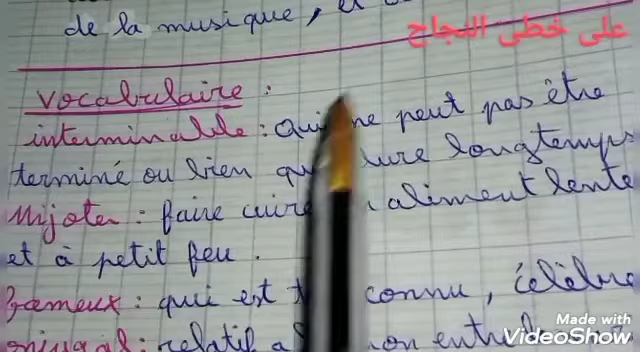 de la musique, et
على خطى النجاح
Vocabulaire :
interminable : Qui ne peut pas être
terminé ou bien qui dure longtemps
Mijoter : faire cuire aliment lente
et à petit feu .
Fameux : qui est connu, célèbre
relatif
Made with
VideoShow